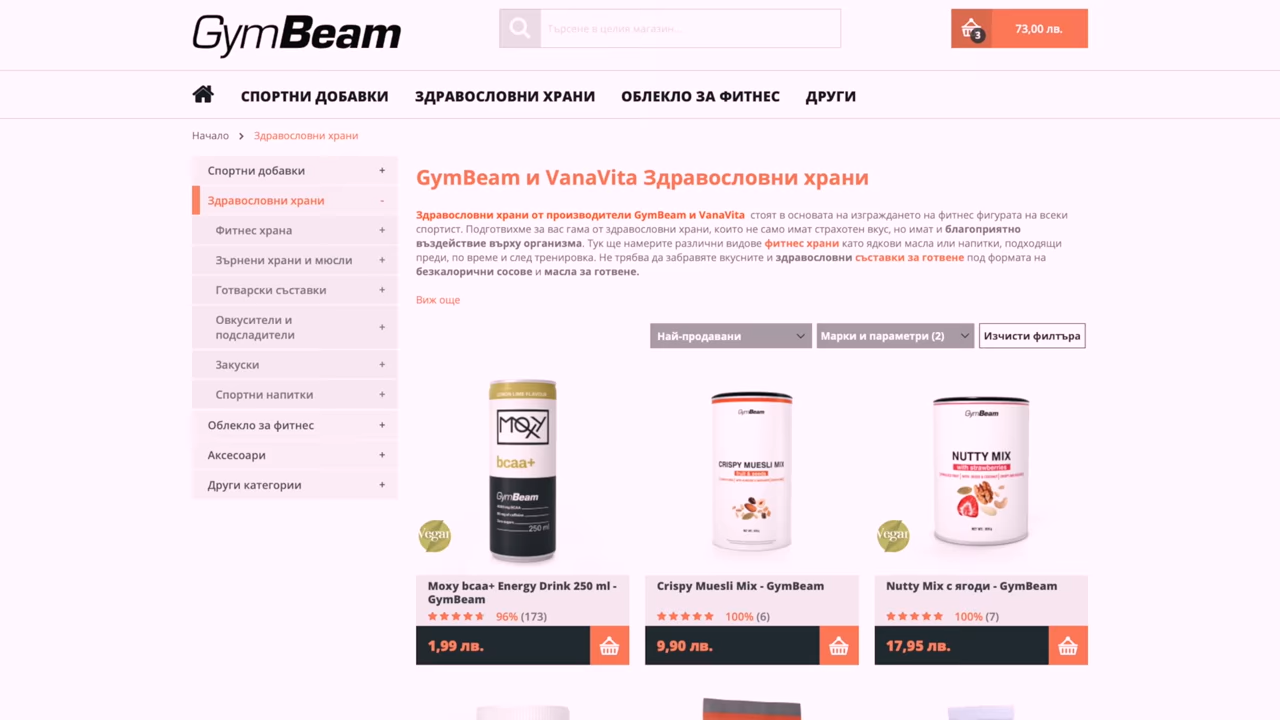 GymBeam
Търсене в целия магазин...
3
73,00 лв.
СПОРТНИ ДОБАВКИ
ЗДРАВОСЛОВНИ ХРАНИ
ОБЛЕКЛО ЗА ФИТНЕС
ДРУГИ
Начало
Здравословни храни
Спортни добавки +
Здравословни храни -
Фитнес храна +
Зърнени храни и мюсли +
Готварски съставки +
Овкусители и
подсладители +
Закуски +
Спортни напитки +
Облекло за фитнес +
Аксесоари +
Други категории +
GymBeam и VanaVita Здравословни храни
Здравословни храни от производители GymBeam и VanaVita стоят в основата на изграждането на фитнес фигурата на всеки
спортист. Подготвихме за вас гама от здравословни храни, които не само имат страхотен вкус, но имат и благоприятно
въздействие върху организма. Тук ще намерите различни видове фитнес храни като ядкови масла или напитки, подходящи
преди, по време и след тренировка. Не трябва да забравяте вкусните и здравословни съставки за готвене под формата на
безкалорични сосове и масла за готвене.
Виж още
Най-продавани
Марки и параметри (2)
Изчисти филтъра
LEMON LIME FLAVOUR
MOXY
bcaa+
GymBeam
250 ml
Vegan
GymBeam
CRISPY MUESLI MIX
fruit & seeds
GymBeam
NUTTY MIX
with strawberries
Vegan
Moxy bcaa+ Energy Drink 250 ml -
GymBeam
96% (173)
1,99 лв.
Crispy Muesli Mix - GymBeam
100% (6)
9,90 лв.
Nutty Mix с ягоди - GymBeam
100% (7)
17,95 лв.